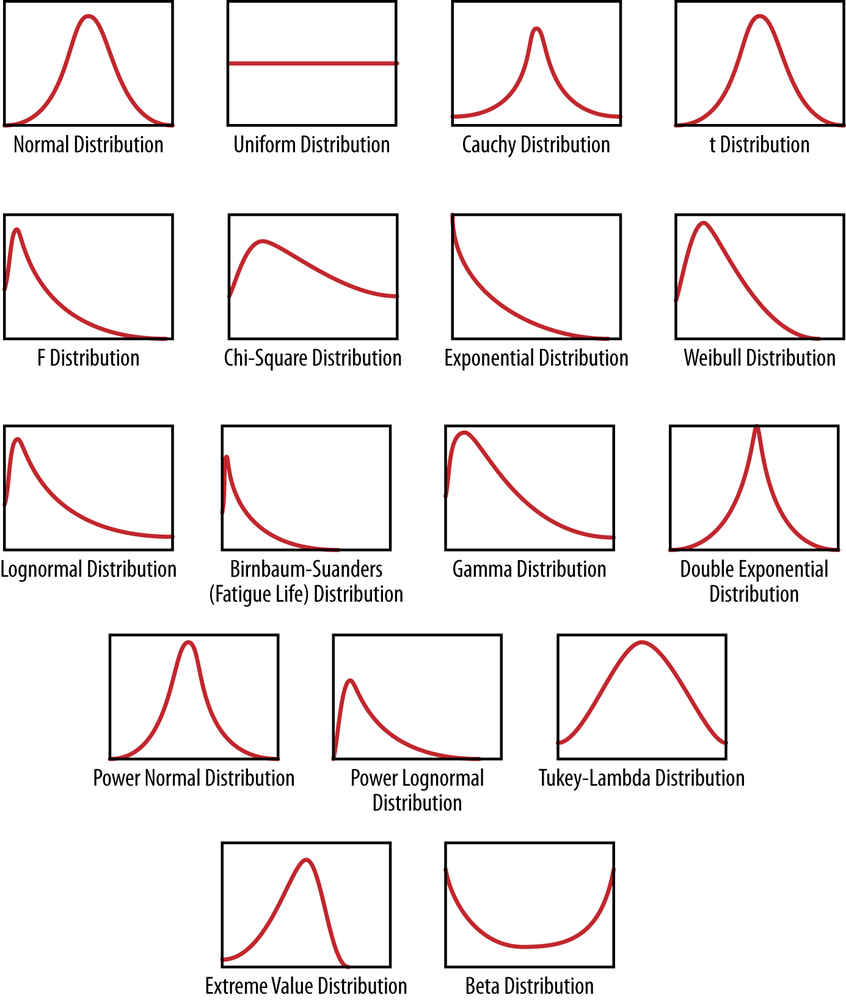 Normal Distribution
Uniform Distribution
Cauchy Distribution
t Distribution
F Distribution
Chi-Square Distribution
Exponential Distribution
Weibull Distribution
Lognormal Distribution
Birnbaum-Suanders
(Fatigue Life) Distribution
Gamma Distribution
Double Exponential
Distribution
Power Normal Distribution
Power Lognormal
Distribution
Tukey-Lambda Distribution
Extreme Value Distribution
Beta Distribution